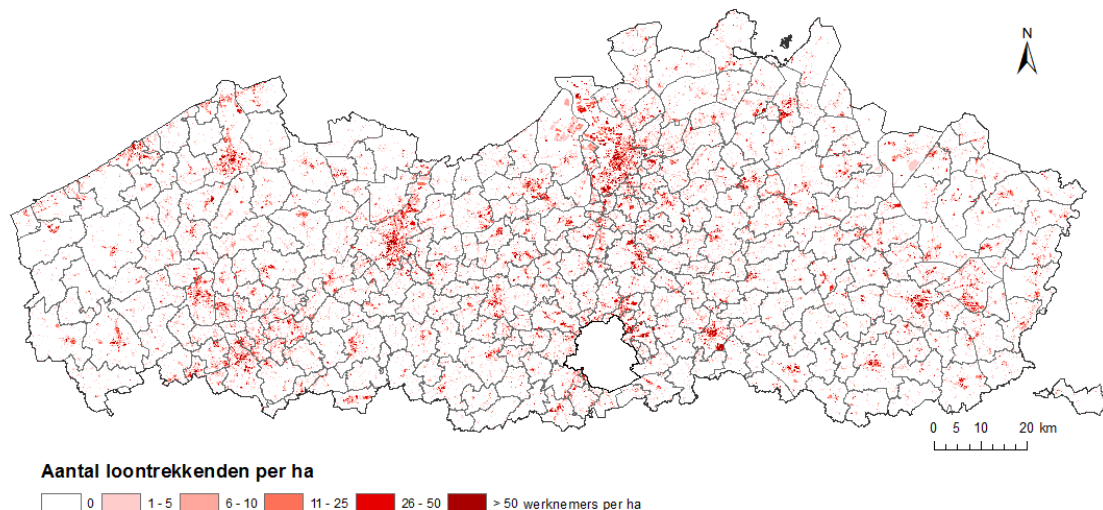 N
0 5 10 20 km
Aantal loontrekkenden per ha
0 1 - 5 6 - 10 11 - 25 26 - 50 > 50 werknemers per ha